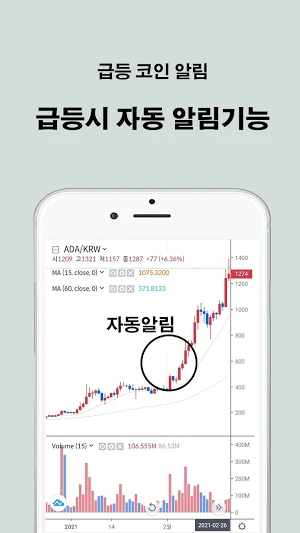 급등 코인 알림
급등시 자동 알림기능
ADA/KRW
시1209 고1321 저1157 종1287 +77 (+6.36%)
MA (15, close, 0) 1075.3200
MA (60, close, 0) 571.8133
자동알림
1400
1274
1000
800
600
400
200
Volume (15) 106.555M 86.53M
400M
300M
200M
100M
0
2021
14
2월
2021-02-26